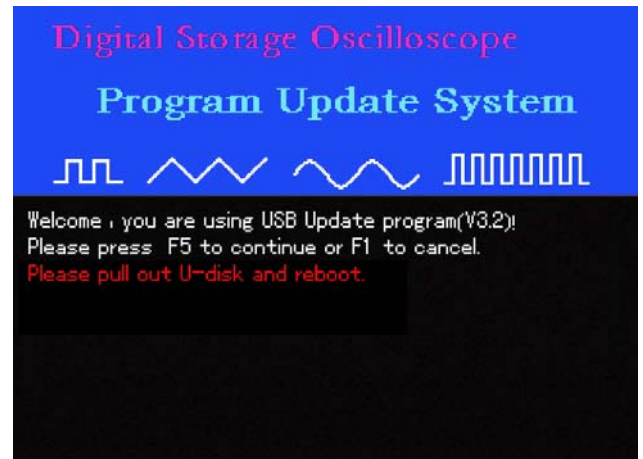 Digital Storage Oscilloscope
Program Update System
Welcome , you are using USB Update program(V3.2)!
Please press F5 to continue or F1 to cancel.
Please pull out U-disk and reboot.